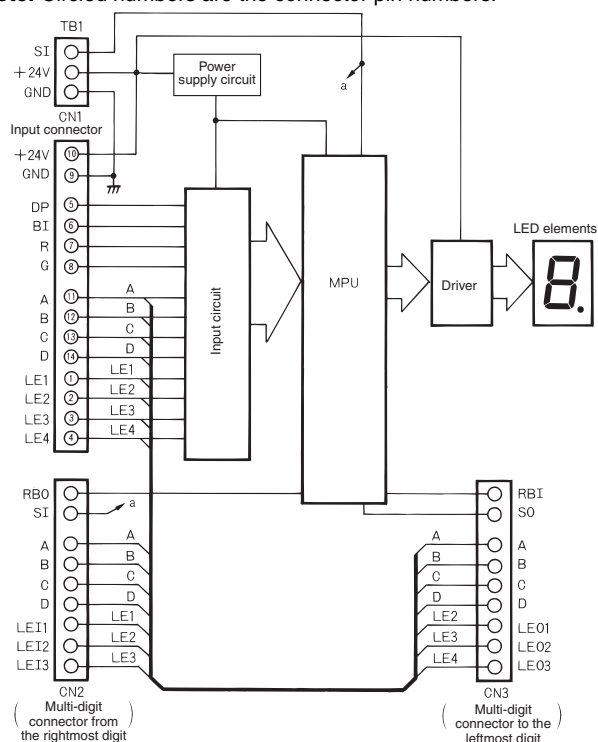 Note: Circled numbers are the connector pin numbers.
TB1
SI
+24V
GND
CN1
Input connector
+24V ⑩
GND ⑨
DP ⑤
BI ⑥
R ⑦
G ⑧
A ⑪ A
B ⑫ B
C ⑬ C
D ⑭ D
LE1 ① LE1
LE2 ② LE2
LE3 ③ LE3
LE4 ④ LE4
Power
supply circuit
a
Input circuit
MPU
Driver
LED elements
8.
RBO
SI a
A A
B B
C C
D D
LEI1 LE1
LEI2 LE2
LEI3 LE3
CN2
( Multi-digit
connector from
the rightmost digit )
RBI
SO
A A
B B
C C
D D
LE2 LEO1
LE3 LEO2
LE4 LEO3
CN3
( Multi-digit
connector to the
leftmost digit )